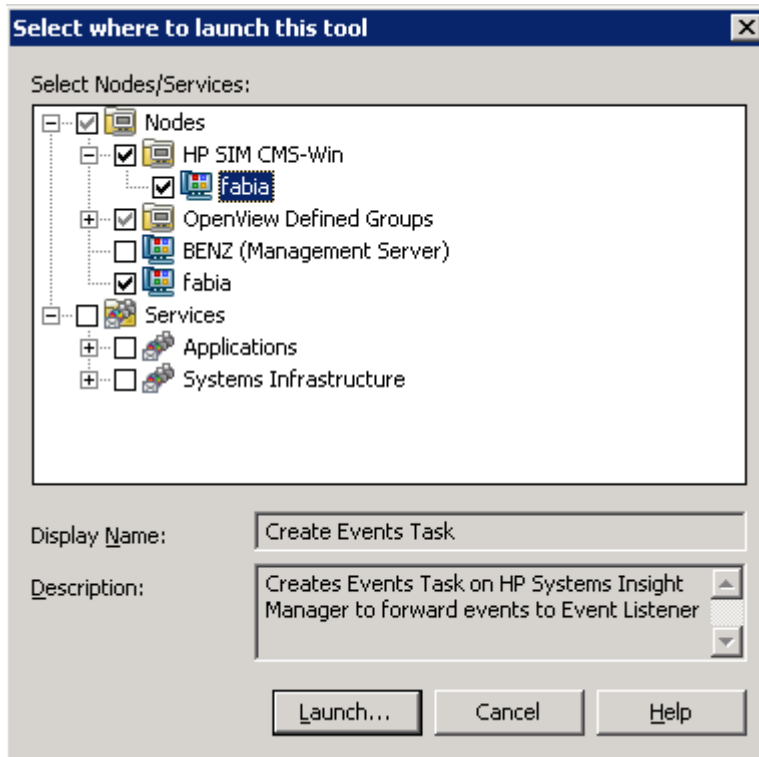 Select where to launch this tool
Select Nodes/Services:
Nodes
HP SIM CMS-Win
fabia
OpenView Defined Groups
BENZ (Management Server)
fabia
Services
Applications
Systems Infrastructure
Display Name:
Create Events Task
Description:
Creates Events Task on HP Systems Insight
Manager to forward events to Event Listener
Launch...
Cancel
Help